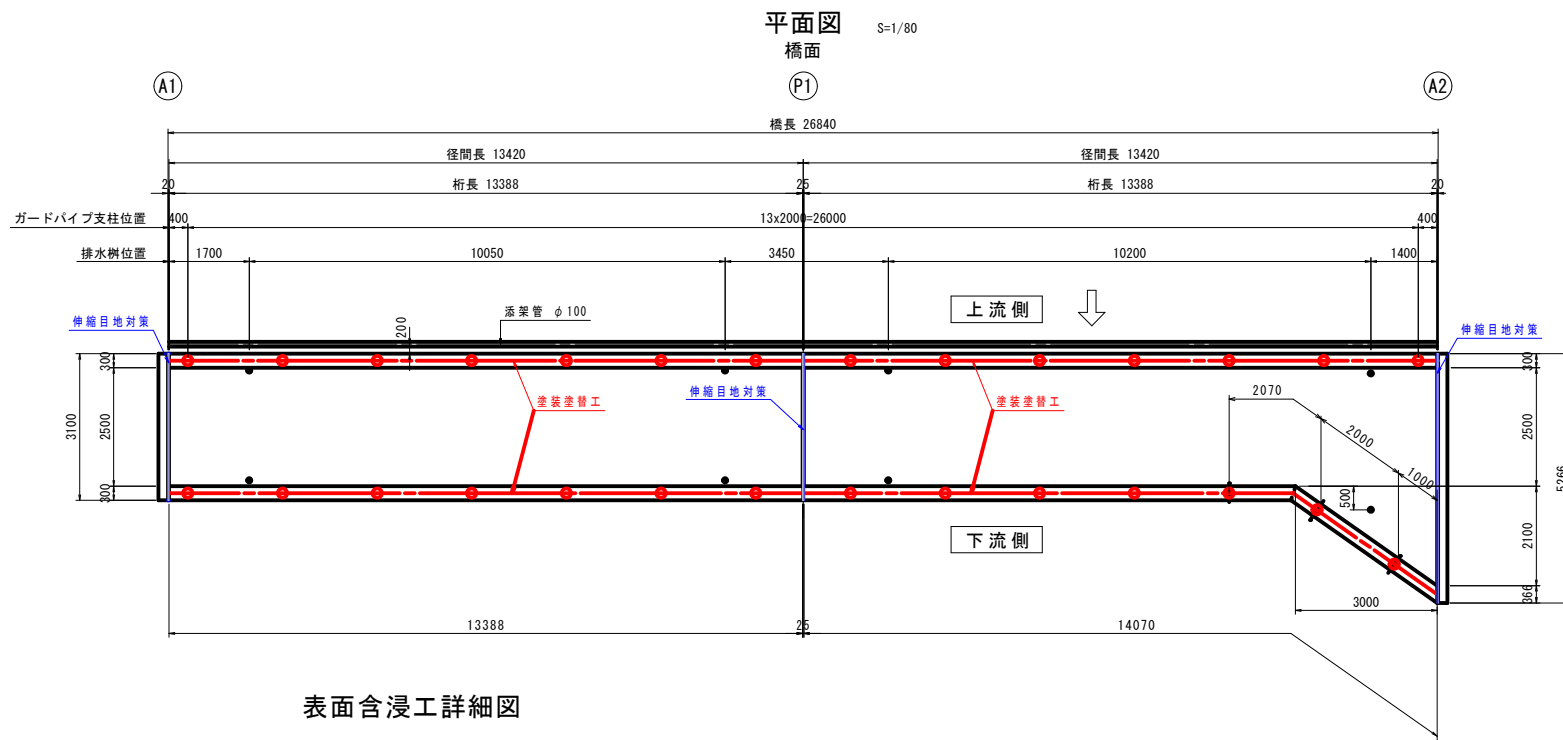 平面図 S=1/80
橋面
A1 P1 A2
橋長 26840
径間長 13420 径間長 13420
20 桁長 13388 25 桁長 13388 20
ガードパイプ支柱位置 400 13x2000=26000 400
排水桝位置 1700 10050 3450 10200 1400
添架管 φ100
200
上流側
伸縮目地対策
伸縮目地対策
伸縮目地対策
塗装塗替工
塗装塗替工
300
2500
300
3100
2070
2000
1000
500
300
2500
2100
366
5266
下流側
3000
13388 25 14070
表面含浸工詳細図